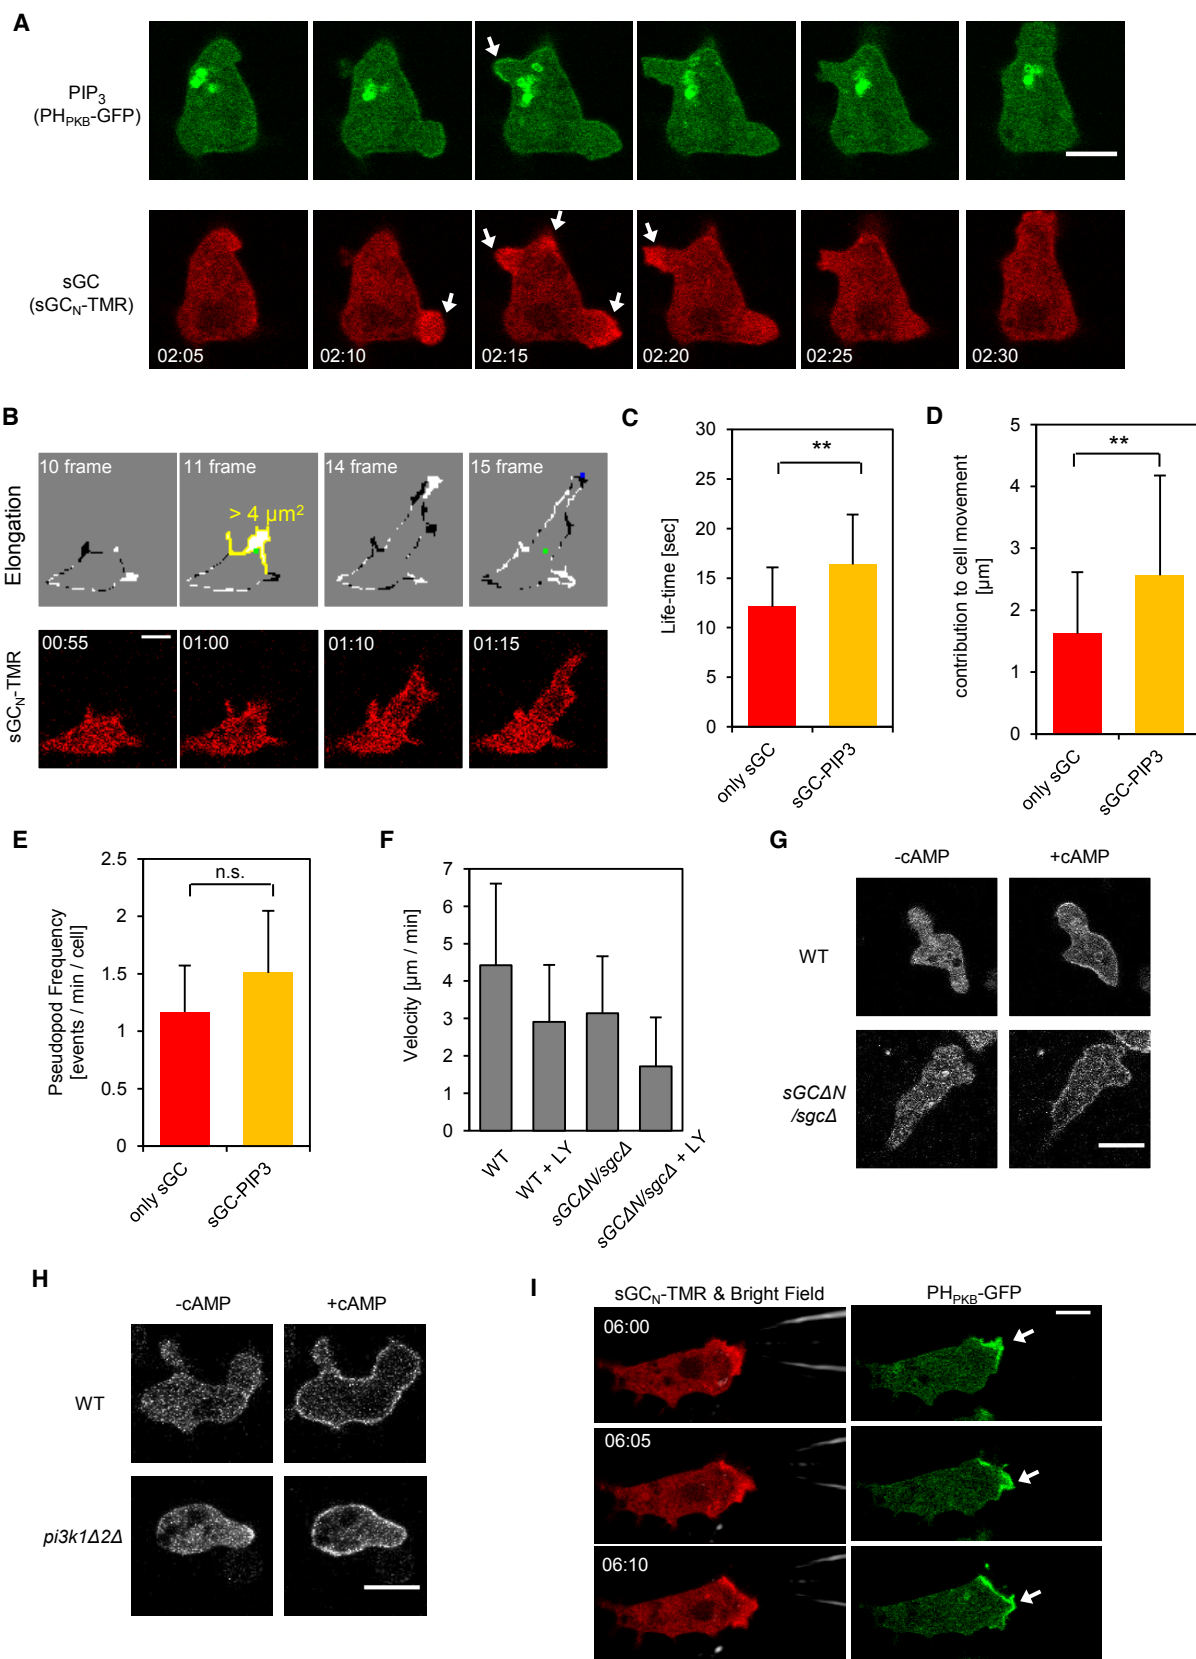 A
PIP3
(PHPKB-GFP)
sGC
(sGCN-TMR)
02:05
02:10
02:15
02:20
02:25
02:30
B
Elongation
10 frame
11 frame
14 frame
15 frame
> 4 µm²
sGCN-TMR
00:55
01:00
01:10
01:15
C
Life-time [sec]
30
25
20
15
10
5
0
**
only sGC
sGC-PIP3
D
contribution to cell movement
[µm]
5
4
3
2
1
0
**
only sGC
sGC-PIP3
E
Pseudopod Frequency
[events / min / cell]
2.5
2
1.5
1
0.5
0
n.s.
only sGC
sGC-PIP3
F
Velocity [µm / min]
7
6
5
4
3
2
1
0
WT
WT + LY
sGCΔN/sgcΔ
sGCΔN/sgcΔ + LY
G
-cAMP
+cAMP
WT
sGCΔN
/sgcΔ
H
-cAMP
+cAMP
WT
pi3k1Δ2Δ
I
sGCN-TMR & Bright Field
PHPKB-GFP
06:00
06:05
06:10